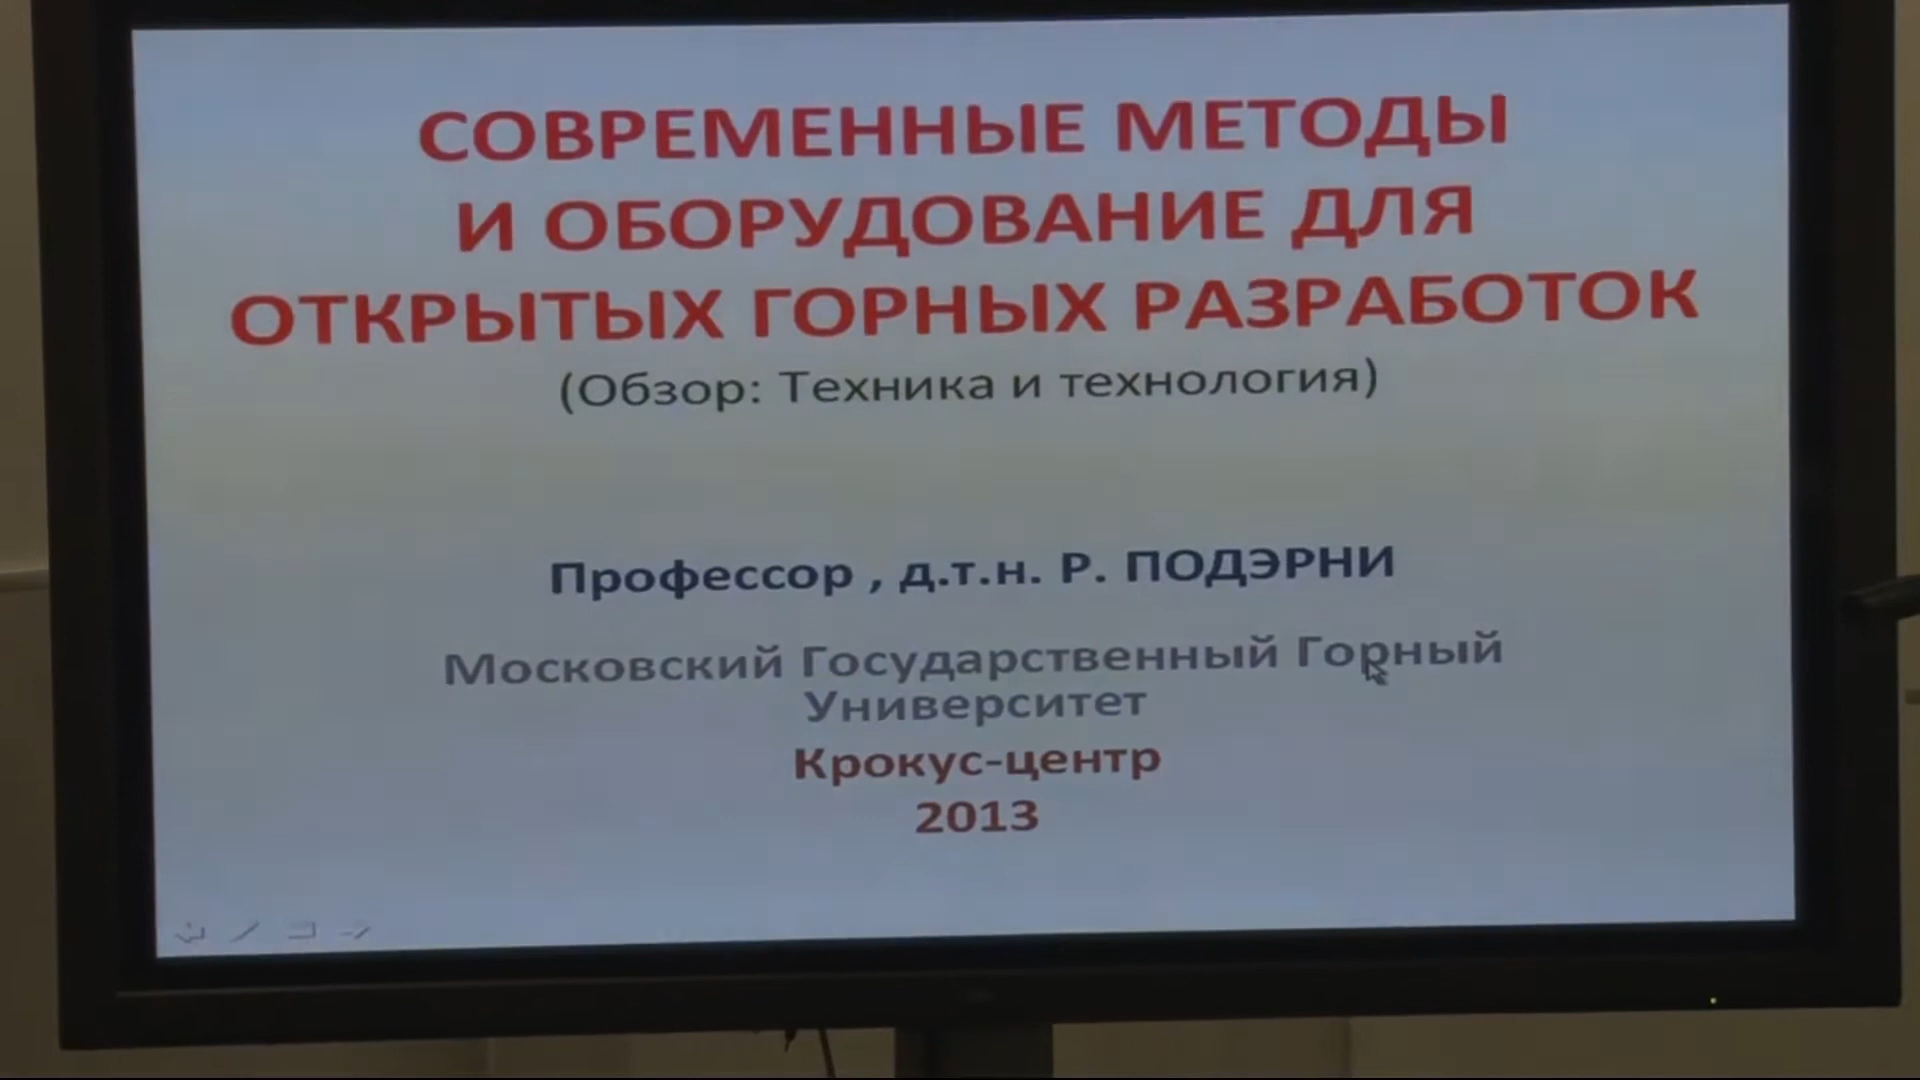 СОВРЕМЕННЫЕ МЕТОДЫ
И ОБОРУДОВАНИЕ ДЛЯ
ОТКРЫТЫХ ГОРНЫХ РАЗРАБОТОК
(Обзор: Техника и технология)
Профессор , д.т.н. Р. ПОДЭРНИ
Московский Государственный Горный
Университет
Крокус-центр
2013